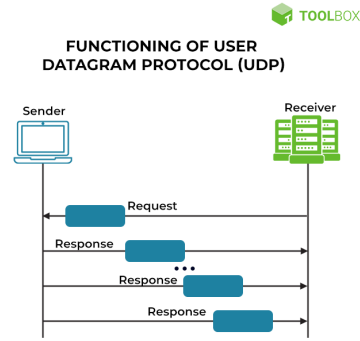 TOOLBOX
FUNCTIONING OF USER
DATAGRAM PROTOCOL (UDP)
Sender
Receiver
Request
Response
...
Response
Response